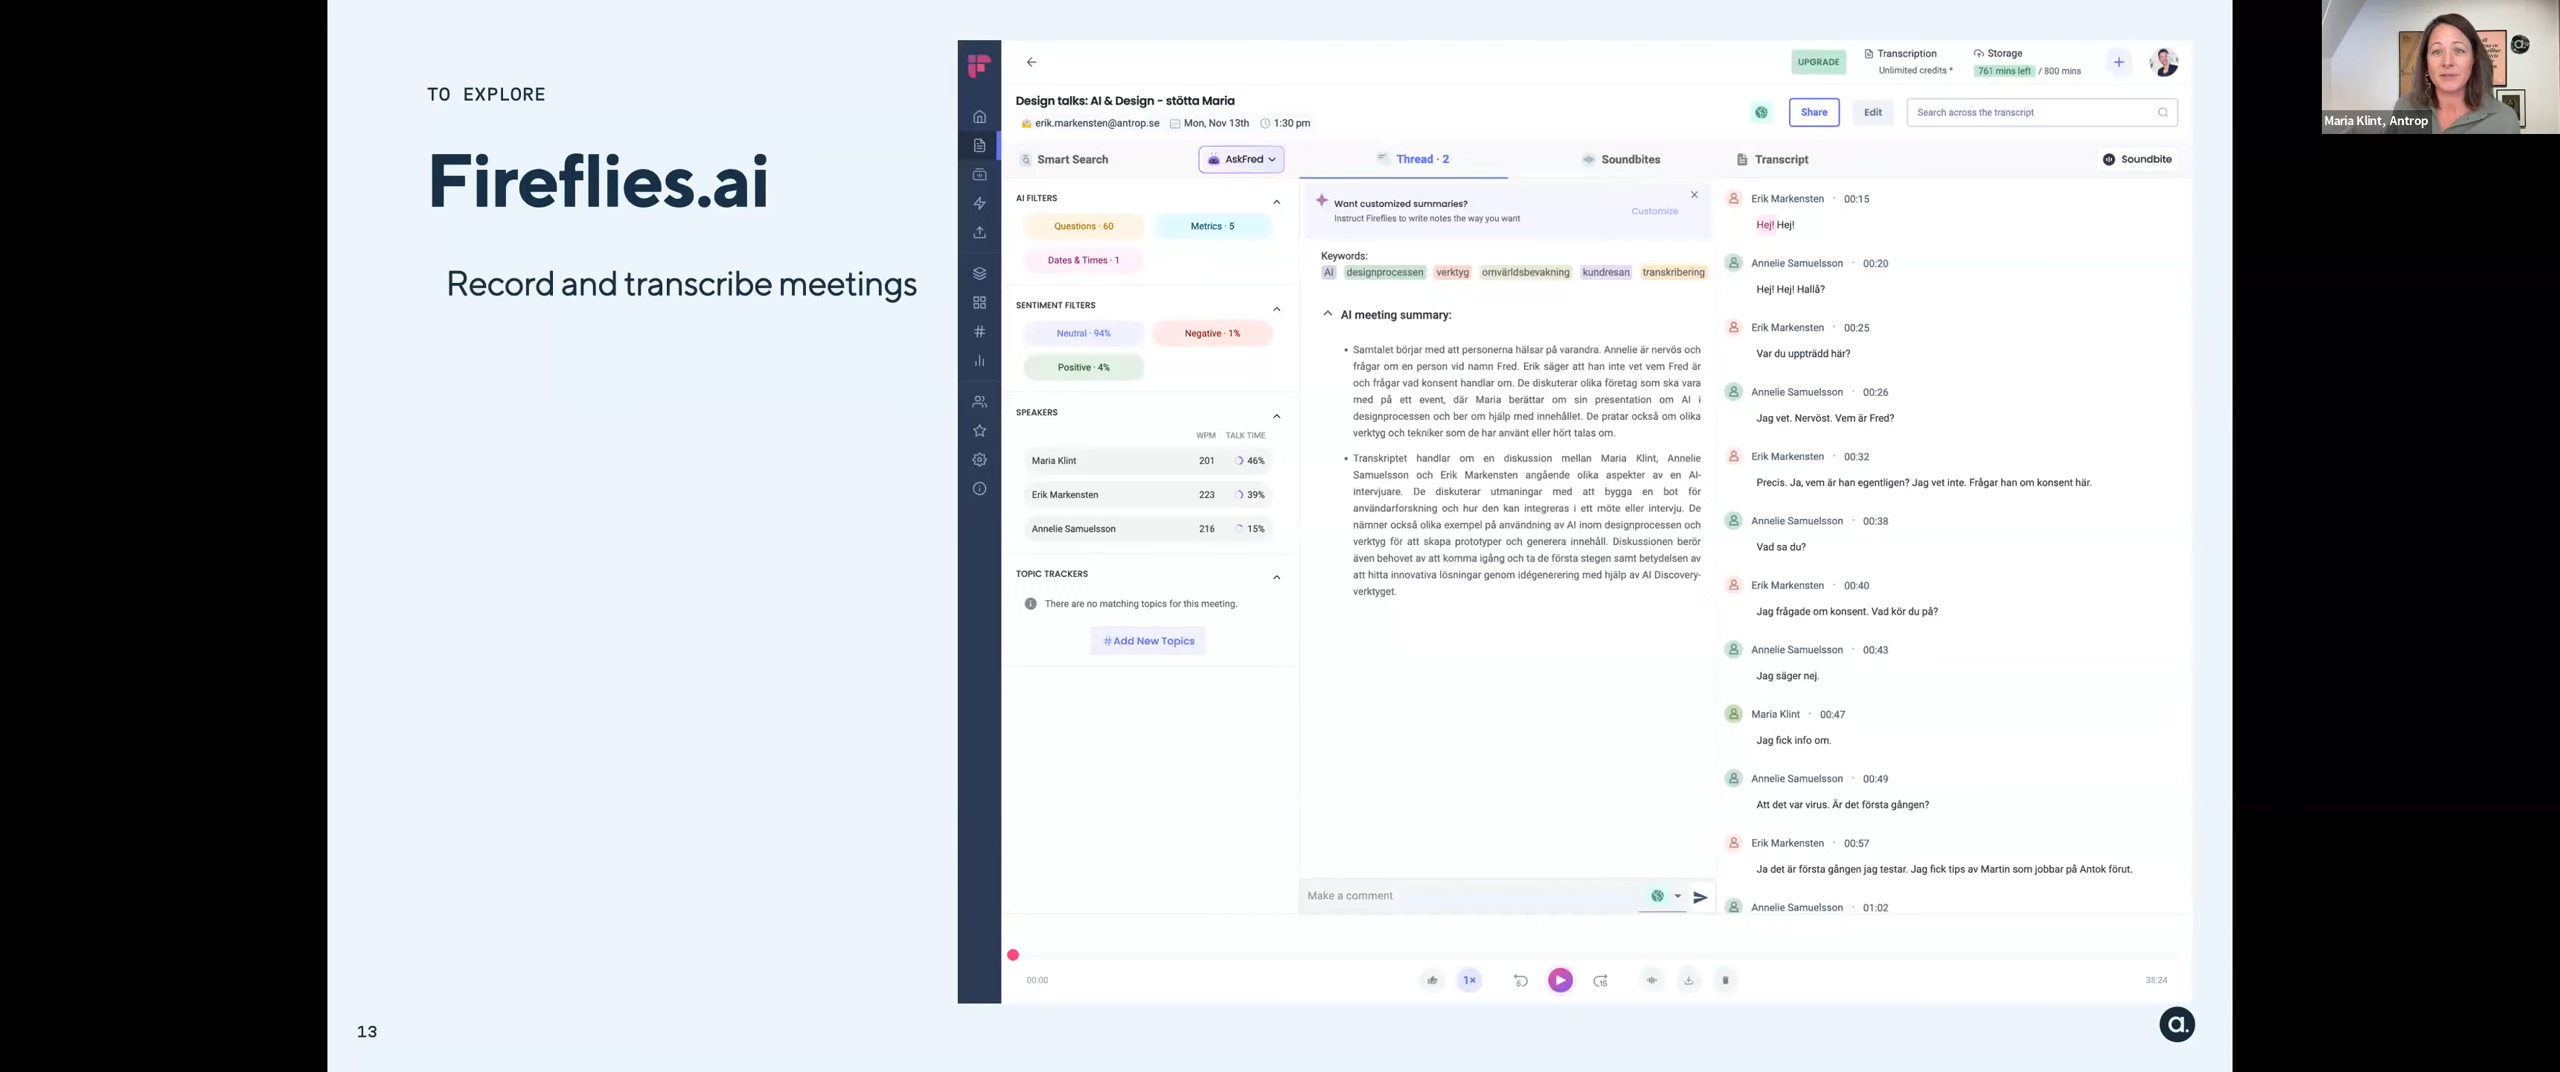 TO EXPLORE
Fireflies.ai
Record and transcribe meetings
13
UPGRADE
Transcription
Unlimited credits *
Storage
761 mins left / 800 mins
Design talks: AI & Design - stötta Maria
erik.markensten@antrop.se Mon, Nov 13th 1:30 pm
Share
Edit
Search across the transcript
Smart Search
AskFred
Thread · 2
Soundbites
Transcript
Soundbite
AI FILTERS
Questions · 60
Metrics · 5
Dates & Times · 1
SENTIMENT FILTERS
Neutral · 94%
Negative · 1%
Positive · 4%
SPEAKERS
WPM TALK TIME
Maria Klint 201 46%
Erik Markensten 223 39%
Annelie Samuelsson 216 15%
TOPIC TRACKERS
There are no matching topics for this meeting.
#Add New Topics
Want customized summaries?
Instruct Fireflies to write notes the way you want
Customize
Keywords:
AI designprocessen verktyg omvärldsbevakning kundresan transkribering
AI meeting summary:
• Samtalet börjar med att personerna hälsar på varandra. Annelie är nervös och
frågar om en person vid namn Fred. Erik säger att han inte vet vem Fred är
och frågar vad konsent handlar om. De diskuterar olika företag som ska vara
med på ett event, där Maria berättar om sin presentation om AI i
designprocessen och ber om hjälp med innehållet. De pratar också om olika
verktyg och tekniker som de har använt eller hört talas om.
• Transkriptet handlar om en diskussion mellan Maria Klint, Annelie
Samuelsson och Erik Markensten angående olika aspekter av en AI-
intervjuare. De diskuterar utmaningar med att bygga en bot för
användarforskning och hur den kan integreras i ett möte eller intervju. De
nämner också olika exempel på användning av AI inom designprocessen och
verktyg för att skapa prototyper och generera innehåll. Diskussionen berör
även behovet av att komma igång och ta de första stegen samt betydelsen av
att hitta innovativa lösningar genom idégenerering med hjälp av AI Discovery-
verktyget.
Make a comment
Erik Markensten · 00:15
Hej! Hej!
Annelie Samuelsson · 00:20
Hej! Hej! Hallå?
Erik Markensten · 00:25
Var du uppträdd här?
Annelie Samuelsson · 00:26
Jag vet. Nervöst. Vem är Fred?
Erik Markensten · 00:32
Precis. Ja, vem är han egentligen? Jag vet inte. Frågar han om konsent här.
Annelie Samuelsson · 00:38
Vad sa du?
Erik Markensten · 00:40
Jag frågade om konsent. Vad kör du på?
Annelie Samuelsson · 00:43
Jag säger nej.
Maria Klint · 00:47
Jag fick info om.
Annelie Samuelsson · 00:49
Att det var virus. Är det första gången?
Erik Markensten · 00:57
Ja det är första gången jag testar. Jag fick tips av Martin som jobbar på Antok förut.
Annelie Samuelsson · 01:02
00:00
1×
5
15
38:24
a.
Maria Klint, Antrop